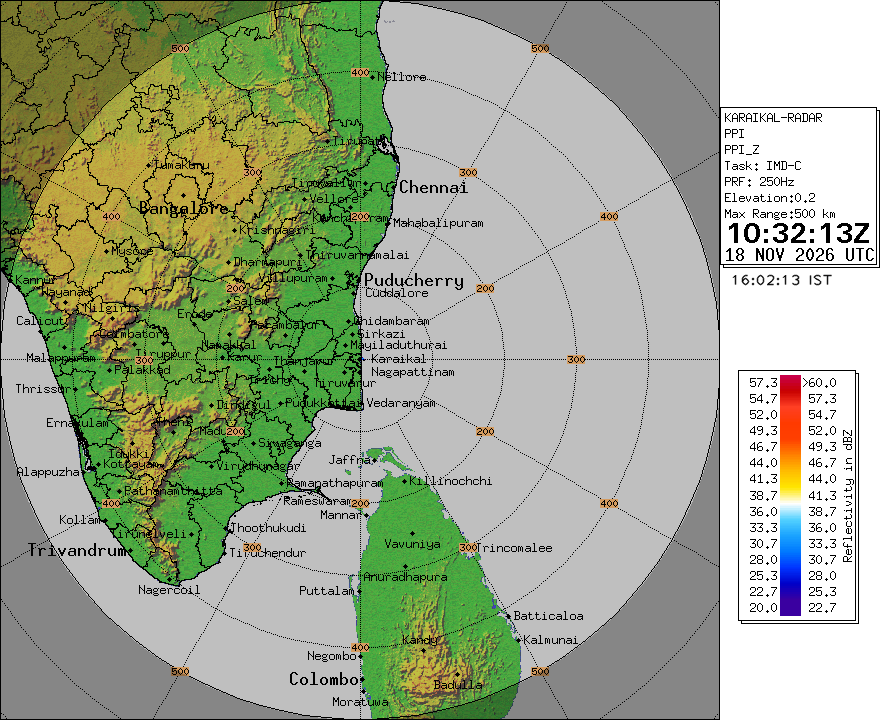 500
500
400
Nellore
Tirupati
Tumakuru
300
300
Tiruvallur
Chennai
Vellore
Bangalore
400
Kanchipuram
200
400
Mahabalipuram
Krishnagiri
Mysore
Thiruvannamalai
Dharmapuri
Kannur
Villupuram
Puducherry
Wayanad
200
200
Cuddalore
Salem
Nilgiris
Erode
Calicut
Perambalur
Chidambaram
Coimbatore
Sirkazi
Namakkal
Mayiladuthurai
Tiruppur
Malappuram
300
Karur
Thanjavur
Karaikal
300
Palakkad
Nagapattinam
Trichy
Tiruvarur
Thrissur
Dindigul
Pudukkottai
Vedaranyam
Ernakulam
Theni
Madurai
200
200
Sivaganga
Idykki
Jaffna
Kottayam
Virudhunagar
Alappuzha
Killinochchi
Ramanathapuram
Pathanamthitta
Rameswaram
400
200
400
Mannar
Kollam
Thoothukudi
Tirunelveli
Vavuniya
Trivandrum
300
300
Trincomalee
Tiruchendur
Anuradhapura
Nagercoil
Puttalam
Batticaloa
Kandy
Kalmunai
400
Negombo
500
500
Colombo
Badulla
Moratuwa
KARAIKAL-RADAR
PPI
PPI_Z
Task: IMD-C
PRF: 250Hz
Elevation:0.2
Max Range:500 km
10:32:13Z
18 NOV 2026 UTC
16:02:13 IST
57.3 >60.0
54.7 57.3
52.0 54.7
49.3 52.0
46.7 49.3
44.0 46.7
41.3 44.0
38.7 41.3
36.0 38.7
33.3 36.0
30.7 33.3
28.0 30.7
25.3 28.0
22.7 25.3
20.0 22.7
Reflectivity in dBZ